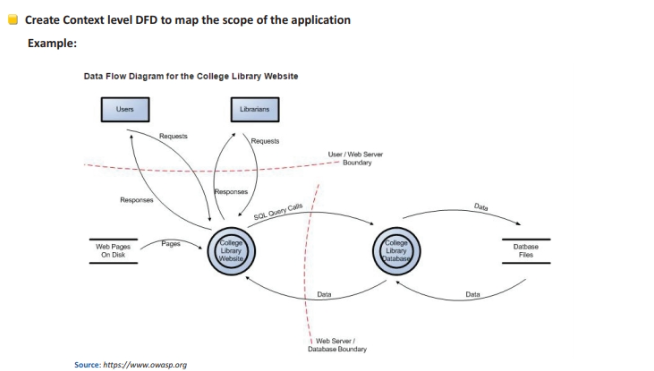 Create Context level DFD to map the scope of the application
Example:
Data Flow Diagram for the College Library Website
Users
Librarians
Requests
Requests
User / Web Server
Boundary
Responses
Responses
SQL Query Calls
Data
Web Pages
On Disk
Pages
College
Library
Website
College
Library
Database
Datbase
Files
Data
Data
Web Server /
Database Boundary
Source: https://www.owasp.org